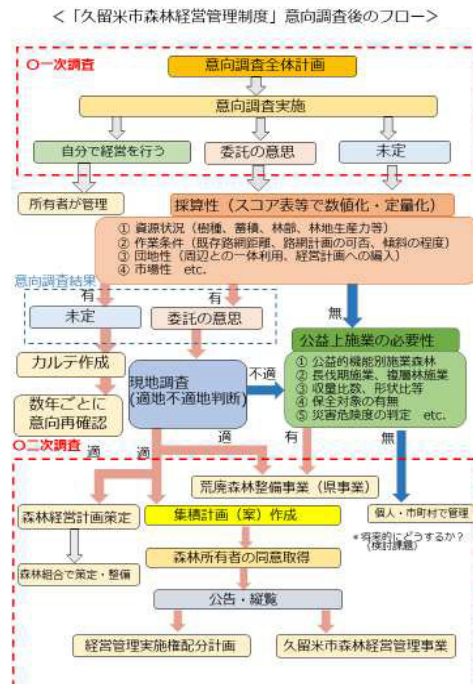 ＜「久留米市森林経営管理制度」意向調査後のフロー＞
〇一次調査
意向調査全体計画
意向調査実施
自分で経営を行う
委託の意思
未定
所有者が管理
採算性（スコア表等で数値化・定量化）
① 資源状況（樹種、蓄積、林部、林地生産力等）
② 作業条件（既存路網距離、路網計画の可否、傾斜の程度）
③ 団地性（周辺との一体利用、経営計画への編入）
④ 市場性 etc.
意向調査結果
有
有
無
未定
委託の意思
公益上施業の必要性
① 公益的機能別施業森林
② 長伐期施業、複層林施業
③ 収量比数、形状比等
④ 保全対象の有無
⑤ 災害危険度の判定 etc.
カルテ作成
現地調査
（適地不適地判断）
不適
数年ごとに
意向再確認
〇二次調査
適
適
適
有
無
荒廃森林整備事業（県事業）
森林経営計画策定
集積計画（案）作成
個人・市町村で管理
＊将来的にどうするか？
（検討課題）
森林組合で策定・整備
森林所有者の同意取得
公告・縦覧
経営管理実施権配分計画
久留米市森林経営管理事業